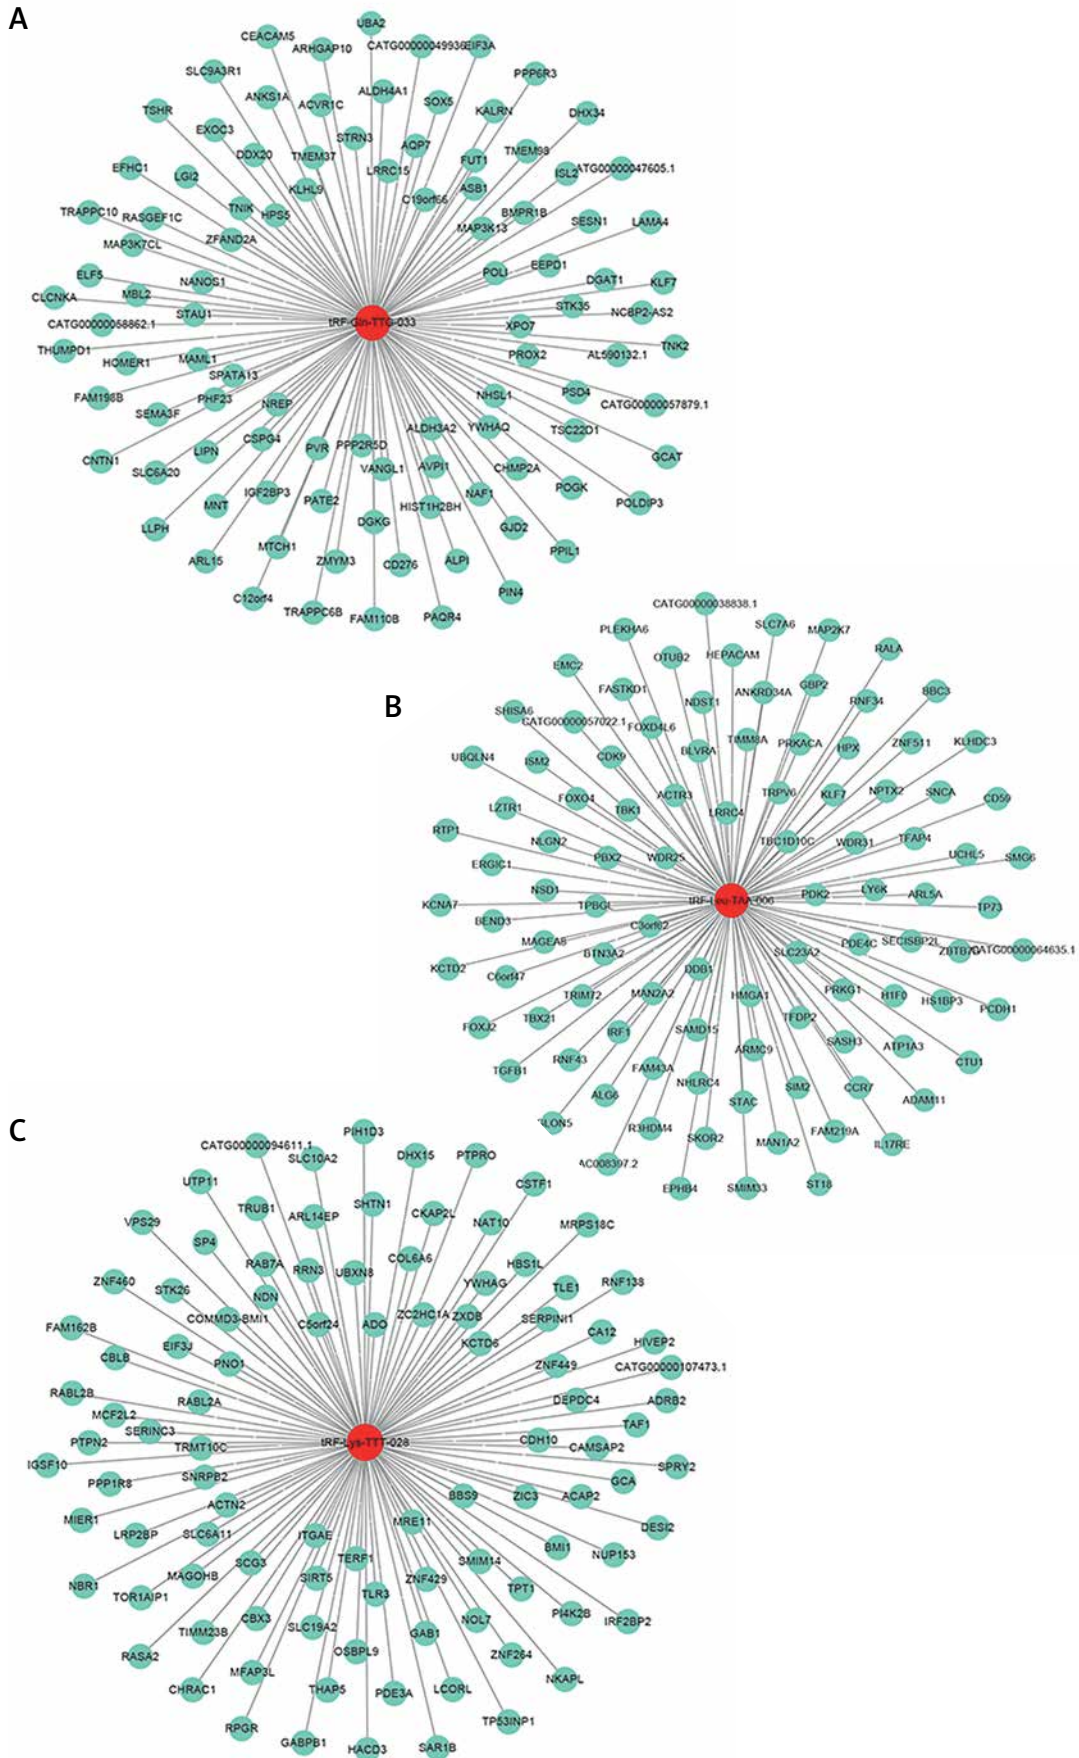 A
UBA2
CEACAM5
ARHGAP10
CATG00000049936
EIF3A
SLC9A3R1
PPP6R3
ANKS1A
ACVR1C
ALDH4A1
SOX5
KALRN
TSHR
DHX34
EXOC3
STRN3
AQP7
DDX20
TMEM37
FUT1
TMEM98
EFHC1
LGI2
LRRC15
ISL2
ATG00000047605.1
KLHL9
ASB1
C19orf66
TRAPPC10
RASGEF1C
TNIK
HPS5
BMPR1B
MAP3K13
SESN1
LAMA4
MAP3K7CL
ZFAND2A
ELF5
NANOS1
POLI
EEPD1
DGAT1
KLF7
CLCNKA
MBL2
STAU1
STK35
NCBP2-AS2
CATG00000058862.1
tRF-Gln-TTG-033
XPO7
THUMPD1
HOMER1
MAML1
PROX2
AL590132.1
TNK2
SPATA13
FAM198B
SEMA3F
PHF23
NREP
NHSL1
PSD4
CATG00000057879.1
CNTN1
SLC6A20
LIPN
CSPG4
PVR
PPP2R5D
ALDH3A2
YWHAQ
TSC22D1
GCAT
VANGL1
AVPI1
CHMP2A
LLPH
MNT
IGF2BP3
PATE2
HIST1H2BH
NAF1
POGK
POLDIP3
DGKG
GJD2
ARL15
MTCH1
ZMYM3
CD276
ALPI
PPIL1
C12orf4
TRAPPC6B
FAM110B
PAQR4
PIN4
B
CATG00000038838.1
PLEKHA6
SLC7A6
MAP2K7
EMC2
OTUB2
HEPACAM
RALA
FASTKD1
NDST1
ANKRD34A
GBP2
RNF34
BBC3
SHISA6
CATG00000057022.1
FOXD4L6
UBQLN4
ISM2
CDK9
BLVRA
TIMM8A
PRKACA
HPX
ZNF511
KLHDC3
LZTR1
FOXO4
TBK1
ACTR3
LRRC4
TRPV6
KLF7
NPTX2
SNCA
CD59
RTP1
NLGN2
PBX2
WDR25
TBC1D10C
WDR31
TFAP4
UCHL5
SMG6
ERGIC1
KCNA7
NSD1
TPBGL
tRF-Leu-TAA-006
PDK2
LY6K
ARL5A
TP73
BEND3
C3orf62
MAGEA8
BTN3A2
SLC23A2
PDE4C
SECISBP2L
CATG00000064635.1
KCTD2
C6orf47
DDB1
TRIM72
MAN2A2
HMGA1
PRKG1
H1F0
HS1BP3
PCDH1
FOXJ2
TBX21
IRF1
SAMD15
TFDP2
SASH3
ATP1A3
CTU1
TGFB1
RNF43
FAM43A
ARMC9
ALG6
NHLRC4
STAC
SIM2
CCR7
ADAM11
GLON5
R3HDM4
SKOR2
MAN1A2
FAM219A
IL17RE
AC008397.2
EPHB4
SMIM33
ST18
C
PIH1D3
CATG00000094611.1
SLC10A2
DHX15
PTPRO
UTP11
CSTF1
VPS29
TRUB1
ARL14EP
SHTN1
CKAP2L
NAT10
MRPS18C
SP4
RAB7A
RRN3
UBXN8
COL6A6
HBS1L
ZNF460
STK26
NDN
YWHAG
TLE1
RNF138
FAM162B
COMMD3-BMI1
C5orf24
ADO
ZC2HC1A
ZXDB
SERPINI1
CA12
HIVEP2
CBLB
EIF3J
PNO1
KCTD6
ZNF449
CATG00000107473.1
RABL2B
RABL2A
DEPDC4
ADRB2
MCF2L2
SERINC3
TAF1
PTPN2
TRMT10C
tRF-Lys-TTT-028
CDH10
CAMSAP2
IGSF10
PPP1R8
SNRPB2
GCA
SPRY2
MIER1
ACTN2
BBS9
ZIC3
ACAP2
LRP2BP
SLC6A11
ITGAE
MRE11
DESI2
NBR1
MAGOHB
SCG3
TERF1
SMIM14
BMI1
NUP153
TOR1AIP1
SIRT5
TLR3
ZNF429
TPT1
TIMM23B
CBX3
SLC19A2
GAB1
NOL7
PI4K2B
IRF2BP2
RASA2
MFAP3L
OSBPL9
ZNF264
CHRAC1
THAP5
PDE3A
LCORL
NKAPL
RPGR
GABPB1
HACD3
SAR1B
TP53INP1